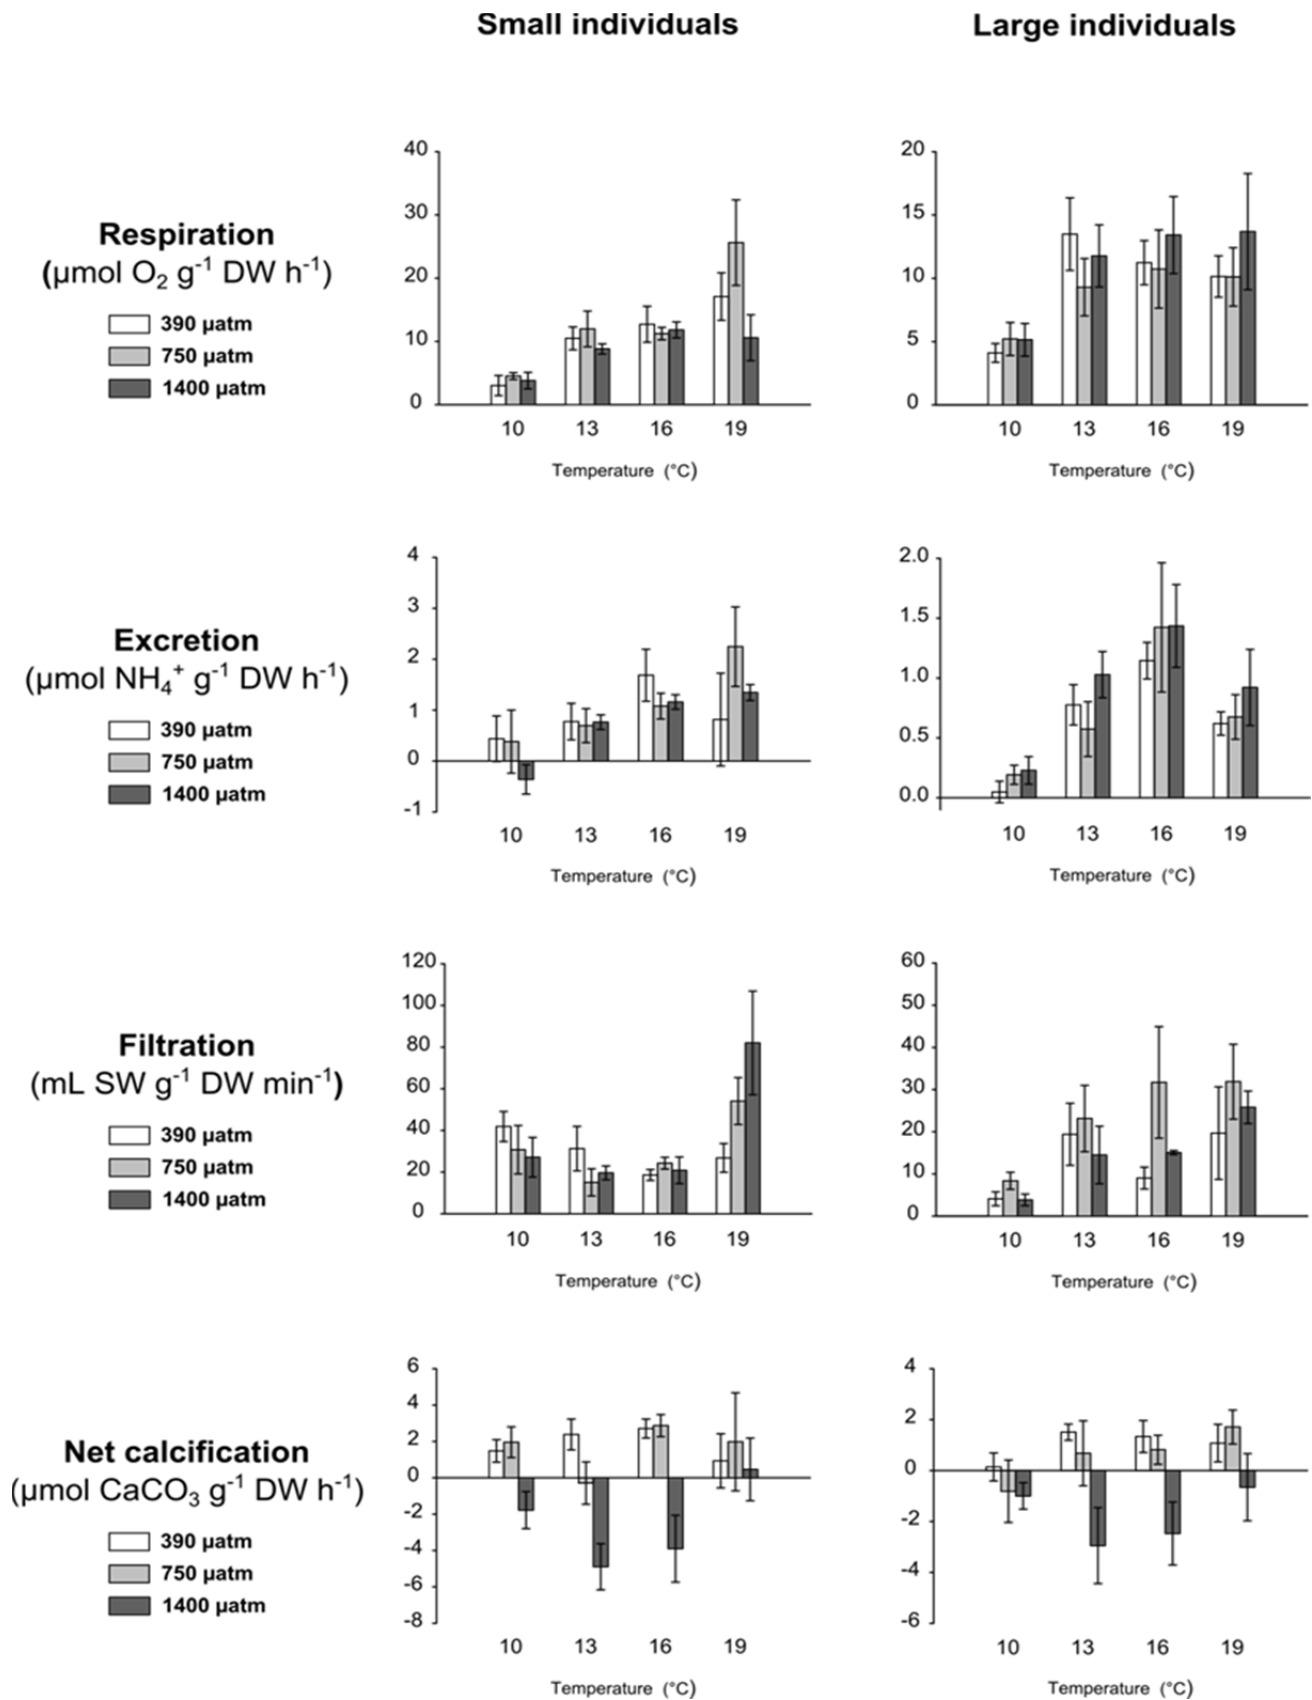 Small individuals
Large individuals
Respiration
(µmol O₂ g⁻¹ DW h⁻¹)
390 µatm
750 µatm
1400 µatm
40
30
20
10
0
10 13 16 19
Temperature (°C)
20
15
10
5
0
10 13 16 19
Temperature (°C)
Excretion
(µmol NH₄⁺ g⁻¹ DW h⁻¹)
390 µatm
750 µatm
1400 µatm
4
3
2
1
0
-1
10 13 16 19
Temperature (°C)
2.0
1.5
1.0
0.5
0.0
10 13 16 19
Temperature (°C)
Filtration
(mL SW g⁻¹ DW min⁻¹)
390 µatm
750 µatm
1400 µatm
120
100
80
60
40
20
0
10 13 16 19
Temperature (°C)
60
50
40
30
20
10
0
10 13 16 19
Temperature (°C)
Net calcification
(µmol CaCO₃ g⁻¹ DW h⁻¹)
390 µatm
750 µatm
1400 µatm
6
4
2
0
-2
-4
-6
-8
10 13 16 19
Temperature (°C)
4
2
0
-2
-4
-6
10 13 16 19
Temperature (°C)